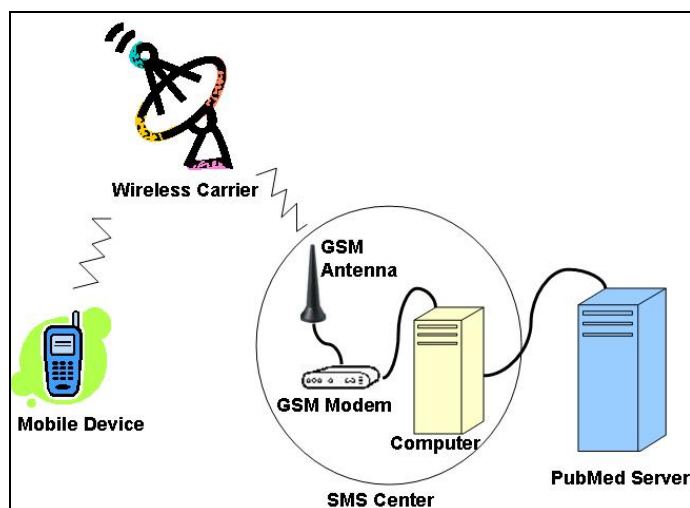 Wireless Carrier
GSM
Antenna
Mobile Device
GSM Modem
Computer
PubMed Server
SMS Center